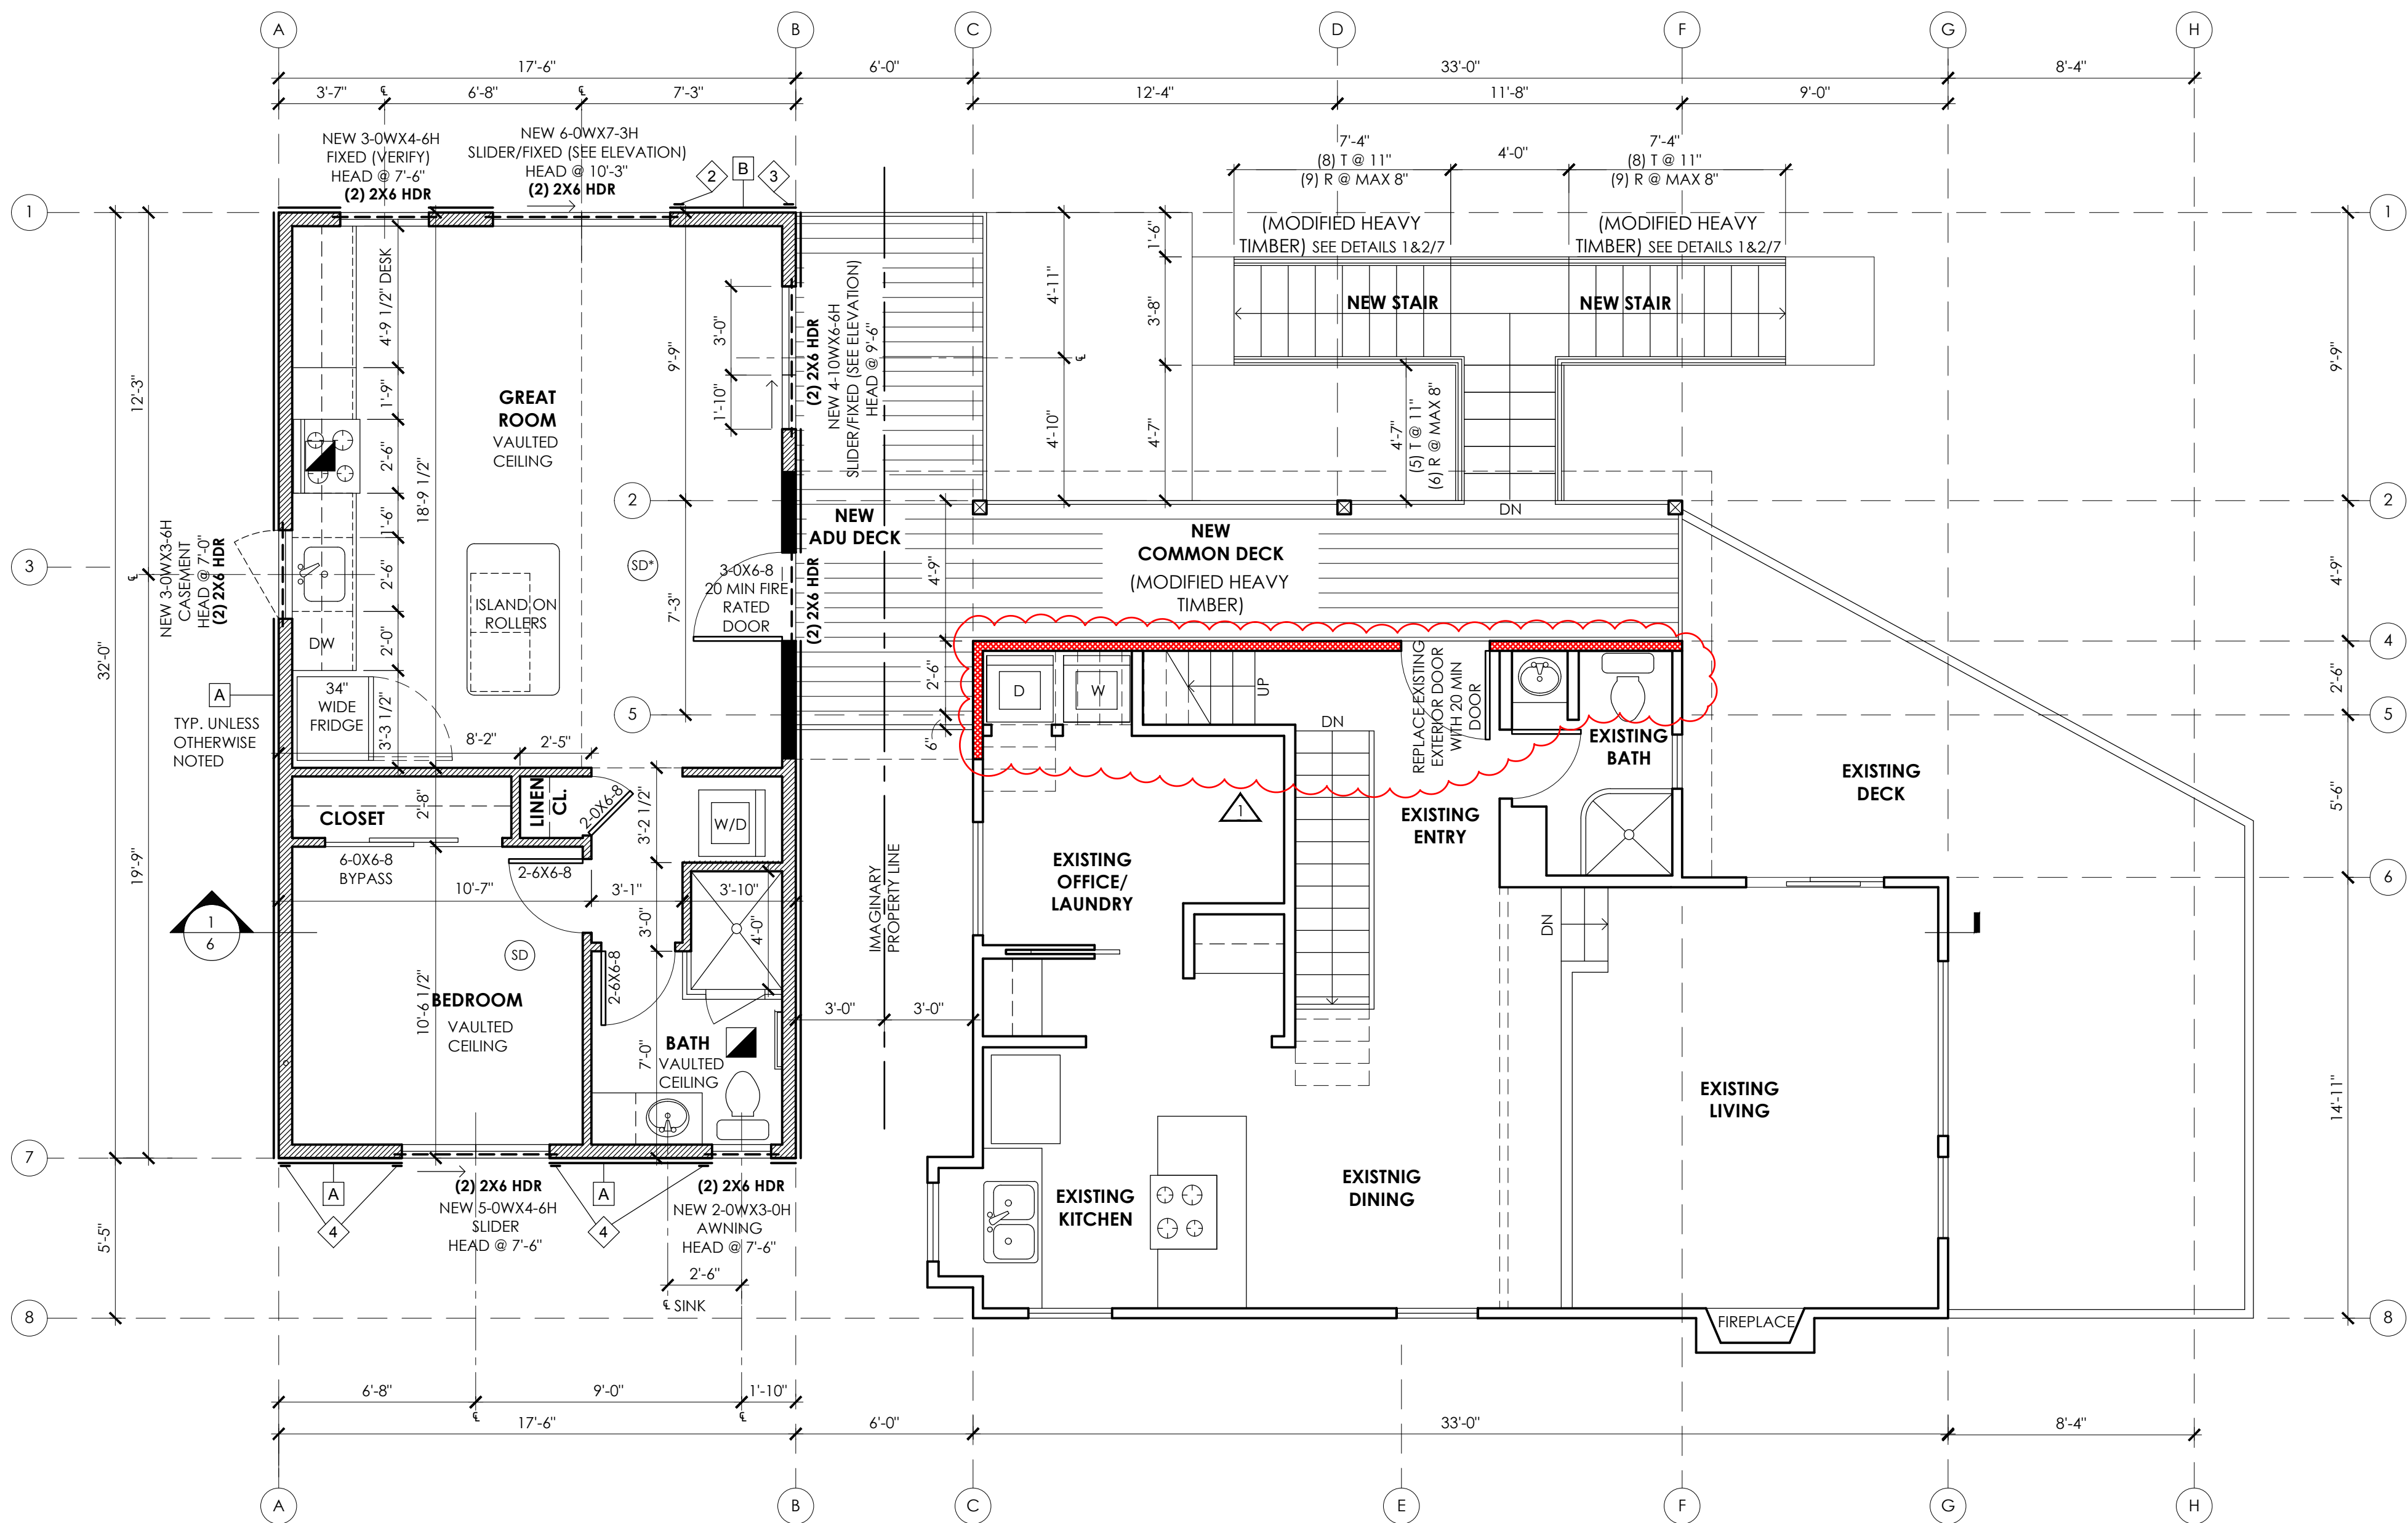 A
B
C
D
F
G
H
17'-6"
6'-0"
33'-0"
8'-4"
3'-7"
℄
6'-8"
℄
7'-3"
12'-4"
11'-8"
9'-0"
NEW 3-0WX4-6H
FIXED (VERIFY)
HEAD @ 7'-6"
(2) 2X6 HDR
NEW 6-0WX7-3H
SLIDER/FIXED (SEE ELEVATION)
HEAD @ 10'-3"
(2) 2X6 HDR
2
B
3
7'-4"
(8) T @ 11"
(9) R @ MAX 8"
4'-0"
7'-4"
(8) T @ 11"
(9) R @ MAX 8"
1
1
(MODIFIED HEAVY
TIMBER) SEE DETAILS 1&2/7
(MODIFIED HEAVY
TIMBER) SEE DETAILS 1&2/7
NEW STAIR
NEW STAIR
4'-9 1/2" DESK
1'-9"
2'-6"
1'-6"
2'-6"
2'-0"
3'-3 1/2"
18'-9 1/2"
GREAT
ROOM
VAULTED
CEILING
9'-9"
7'-3"
3'-0"
1'-10"
(2) 2X6 HDR
NEW 4-10WX6-6H
SLIDER/FIXED (SEE ELEVATION)
HEAD @ 9'-6"
4'-11"
℄
4'-10"
1'-6"
3'-8"
4'-7"
4'-7"
(5) T @ 11"
(6) R @ MAX 8"
9'-9"
12'-3"
32'-0"
2
2
DN
NEW
ADU DECK
NEW
COMMON DECK
(MODIFIED HEAVY
TIMBER)
3
3
℄
NEW 3-0WX3-6H
CASEMENT
HEAD @ 7'-0"
(2) 2X6 HDR
SD*
3-0X6-8
20 MIN FIRE
RATED
DOOR
(2) 2X6 HDR
4'-9"
4'-9"
ISLAND ON
ROLLERS
DW
4
A
TYP. UNLESS
OTHERWISE
NOTED
34"
WIDE
FRIDGE
5
5
2'-6"
6"
2'-6"
D
W
UP
DN
REPLACE EXISTING
EXTERIOR DOOR
WITH 20 MIN
DOOR
EXISTING
BATH
EXISTING
DECK
5'-6"
8'-2"
2'-5"
CLOSET
2'-8"
LINEN
CL.
2-0X6-8
3'-2 1/2"
W/D
1
EXISTING
ENTRY
6-0X6-8
BYPASS
2-6X6-8
10'-7"
3'-1"
3'-10"
EXISTING
OFFICE/
LAUNDRY
IMAGINARY
PROPERTY LINE
6
19'-9"
1
6
3'-0"
4'-0"
DN
SD
2-6X6-8
10'-6 1/2"
BEDROOM
VAULTED
CEILING
3'-0"
3'-0"
BATH
VAULTED
CEILING
7'-0"
EXISTING
LIVING
14'-11"
7
A
A
4
4
(2) 2X6 HDR
NEW 5-0WX4-6H
SLIDER
HEAD @ 7'-6"
(2) 2X6 HDR
NEW 2-0WX3-0H
AWNING
HEAD @ 7'-6"
EXISTING
KITCHEN
EXISTNIG
DINING
5'-5"
2'-6"
℄ SINK
8
8
FIREPLACE
6'-8"
9'-0"
1'-10"
℄
℄
17'-6"
6'-0"
33'-0"
8'-4"
A
B
C
E
F
G
H